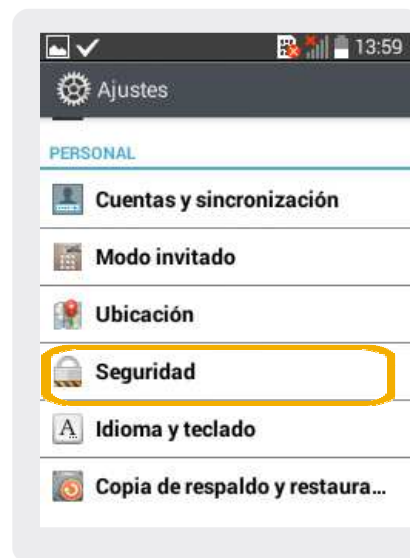 13:59
Ajustes
PERSONAL
Cuentas y sincronización
Modo invitado
Ubicación
Seguridad
A Idioma y teclado
Copia de respaldo y restaura...